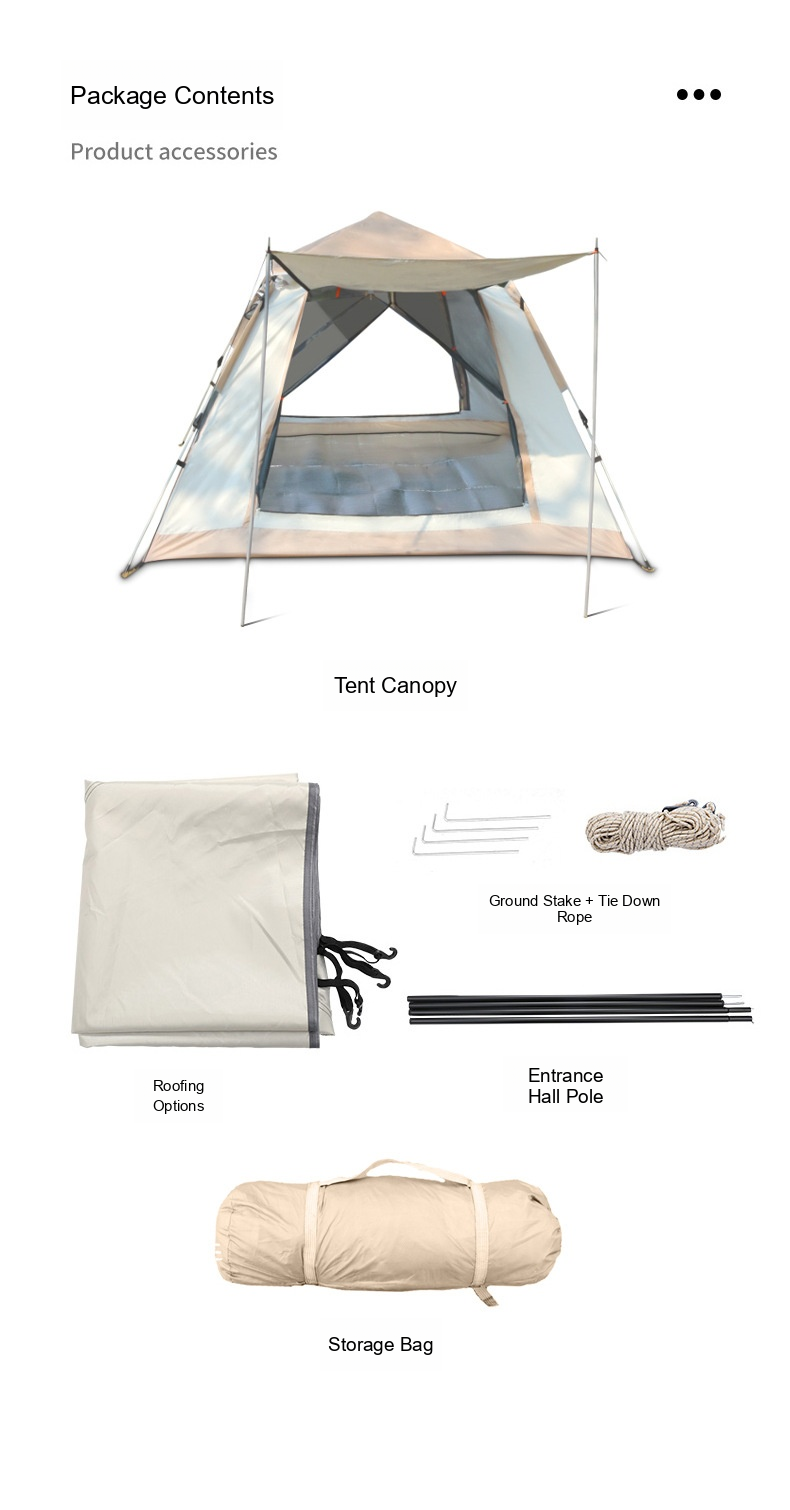 Package Contents
Product accessories
Tent Canopy
Ground Stake + Tie Down
Rope
Entrance
Hall Pole
Roofing
Options
Storage Bag